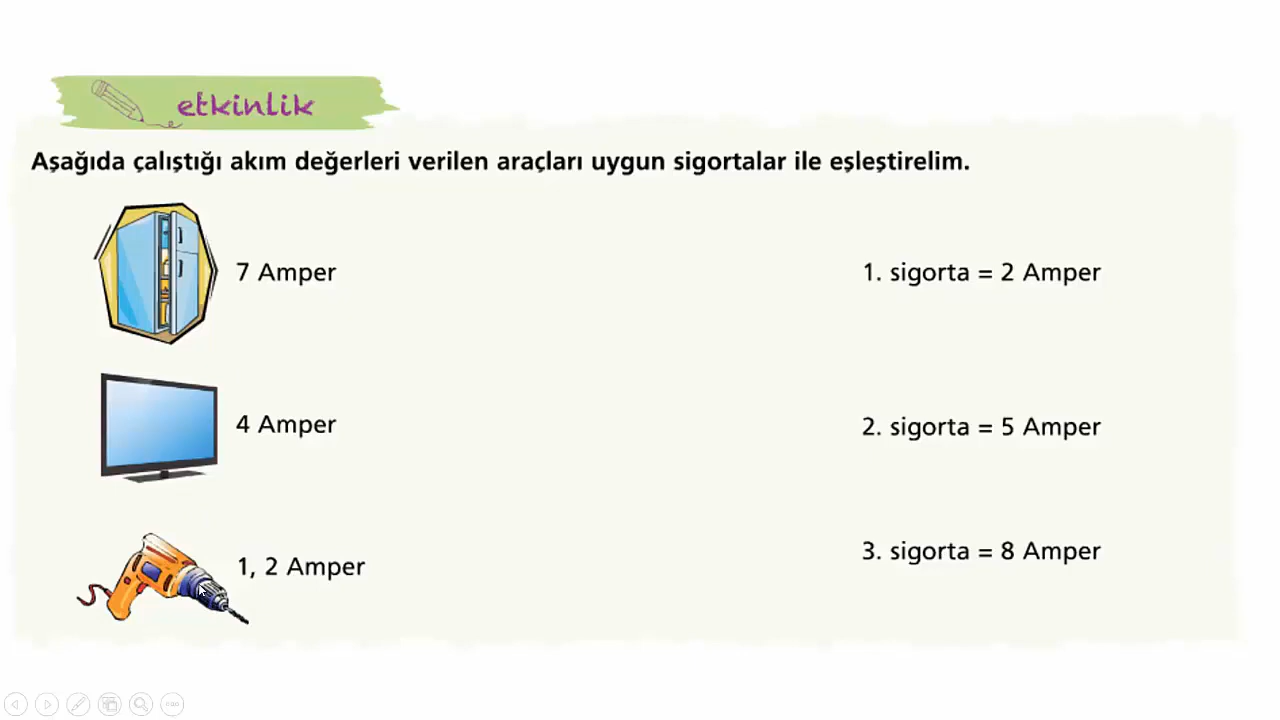 etkinlik
Aşağıda çalıştığı akım değerleri verilen araçları uygun sigortalar ile eşleştirelim.
7 Amper
1. sigorta = 2 Amper
4 Amper
2. sigorta = 5 Amper
1, 2 Amper
3. sigorta = 8 Amper